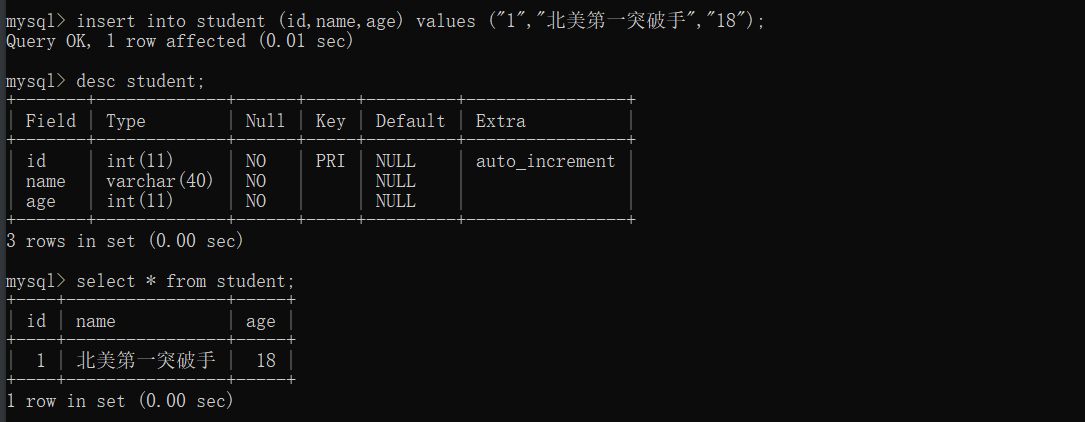 mysql> insert into student (id,name,age) values ("1","北美第一突破手","18");
Query OK, 1 row affected (0.01 sec)
mysql> desc student;
+-------+-------------+------+-----+---------+----------------+
| Field | Type        | Null | Key | Default | Extra          |
+-------+-------------+------+-----+---------+----------------+
| id    | int(11)     | NO   | PRI | NULL    | auto_increment |
| name  | varchar(40) | NO   |     | NULL    |                |
| age   | int(11)     | NO   |     | NULL    |                |
+-------+-------------+------+-----+---------+----------------+
3 rows in set (0.00 sec)
mysql> select * from student;
+----+----------------+-----+
| id | name           | age |
+----+----------------+-----+
|  1 | 北美第一突破手 |  18 |
+----+----------------+-----+
1 row in set (0.00 sec)